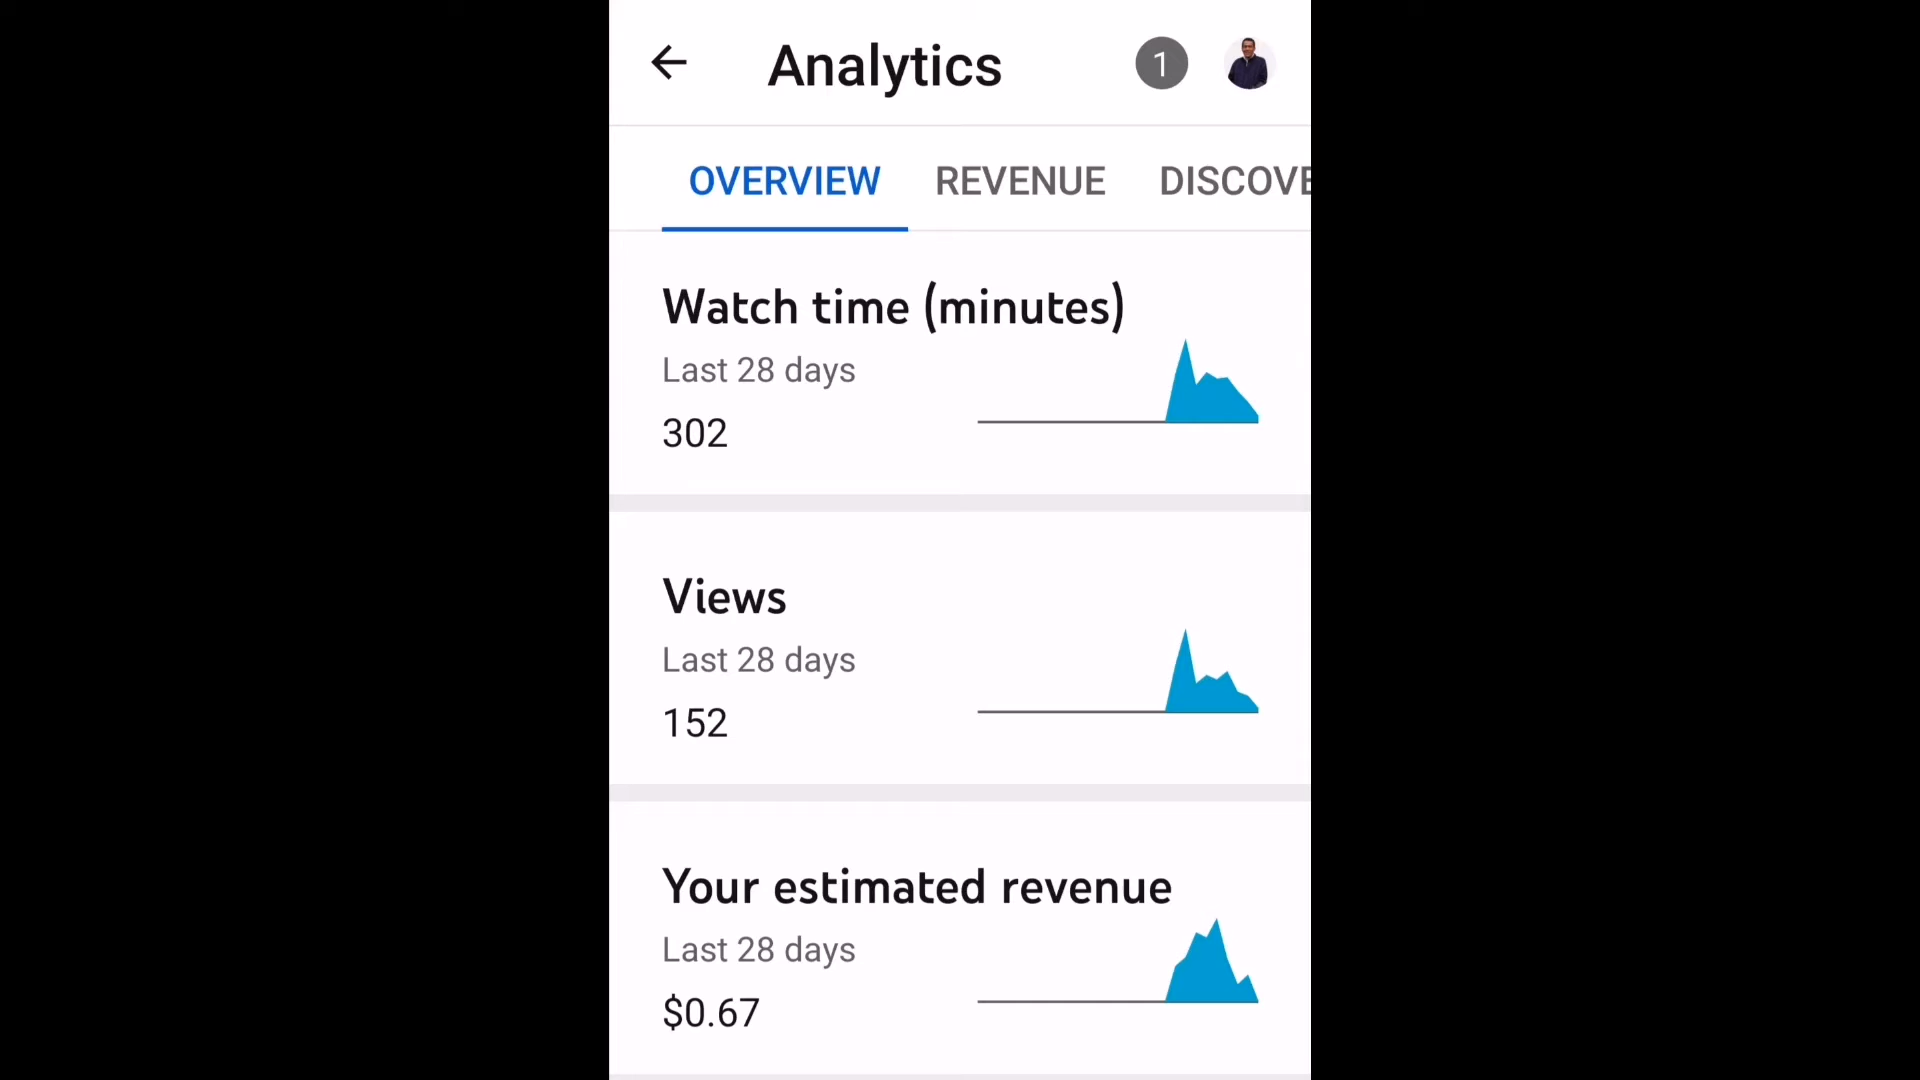 Analytics
1
OVERVIEW REVENUE DISCOVE
Watch time (minutes)
Last 28 days
302
Views
Last 28 days
152
Your estimated revenue
Last 28 days
$0.67